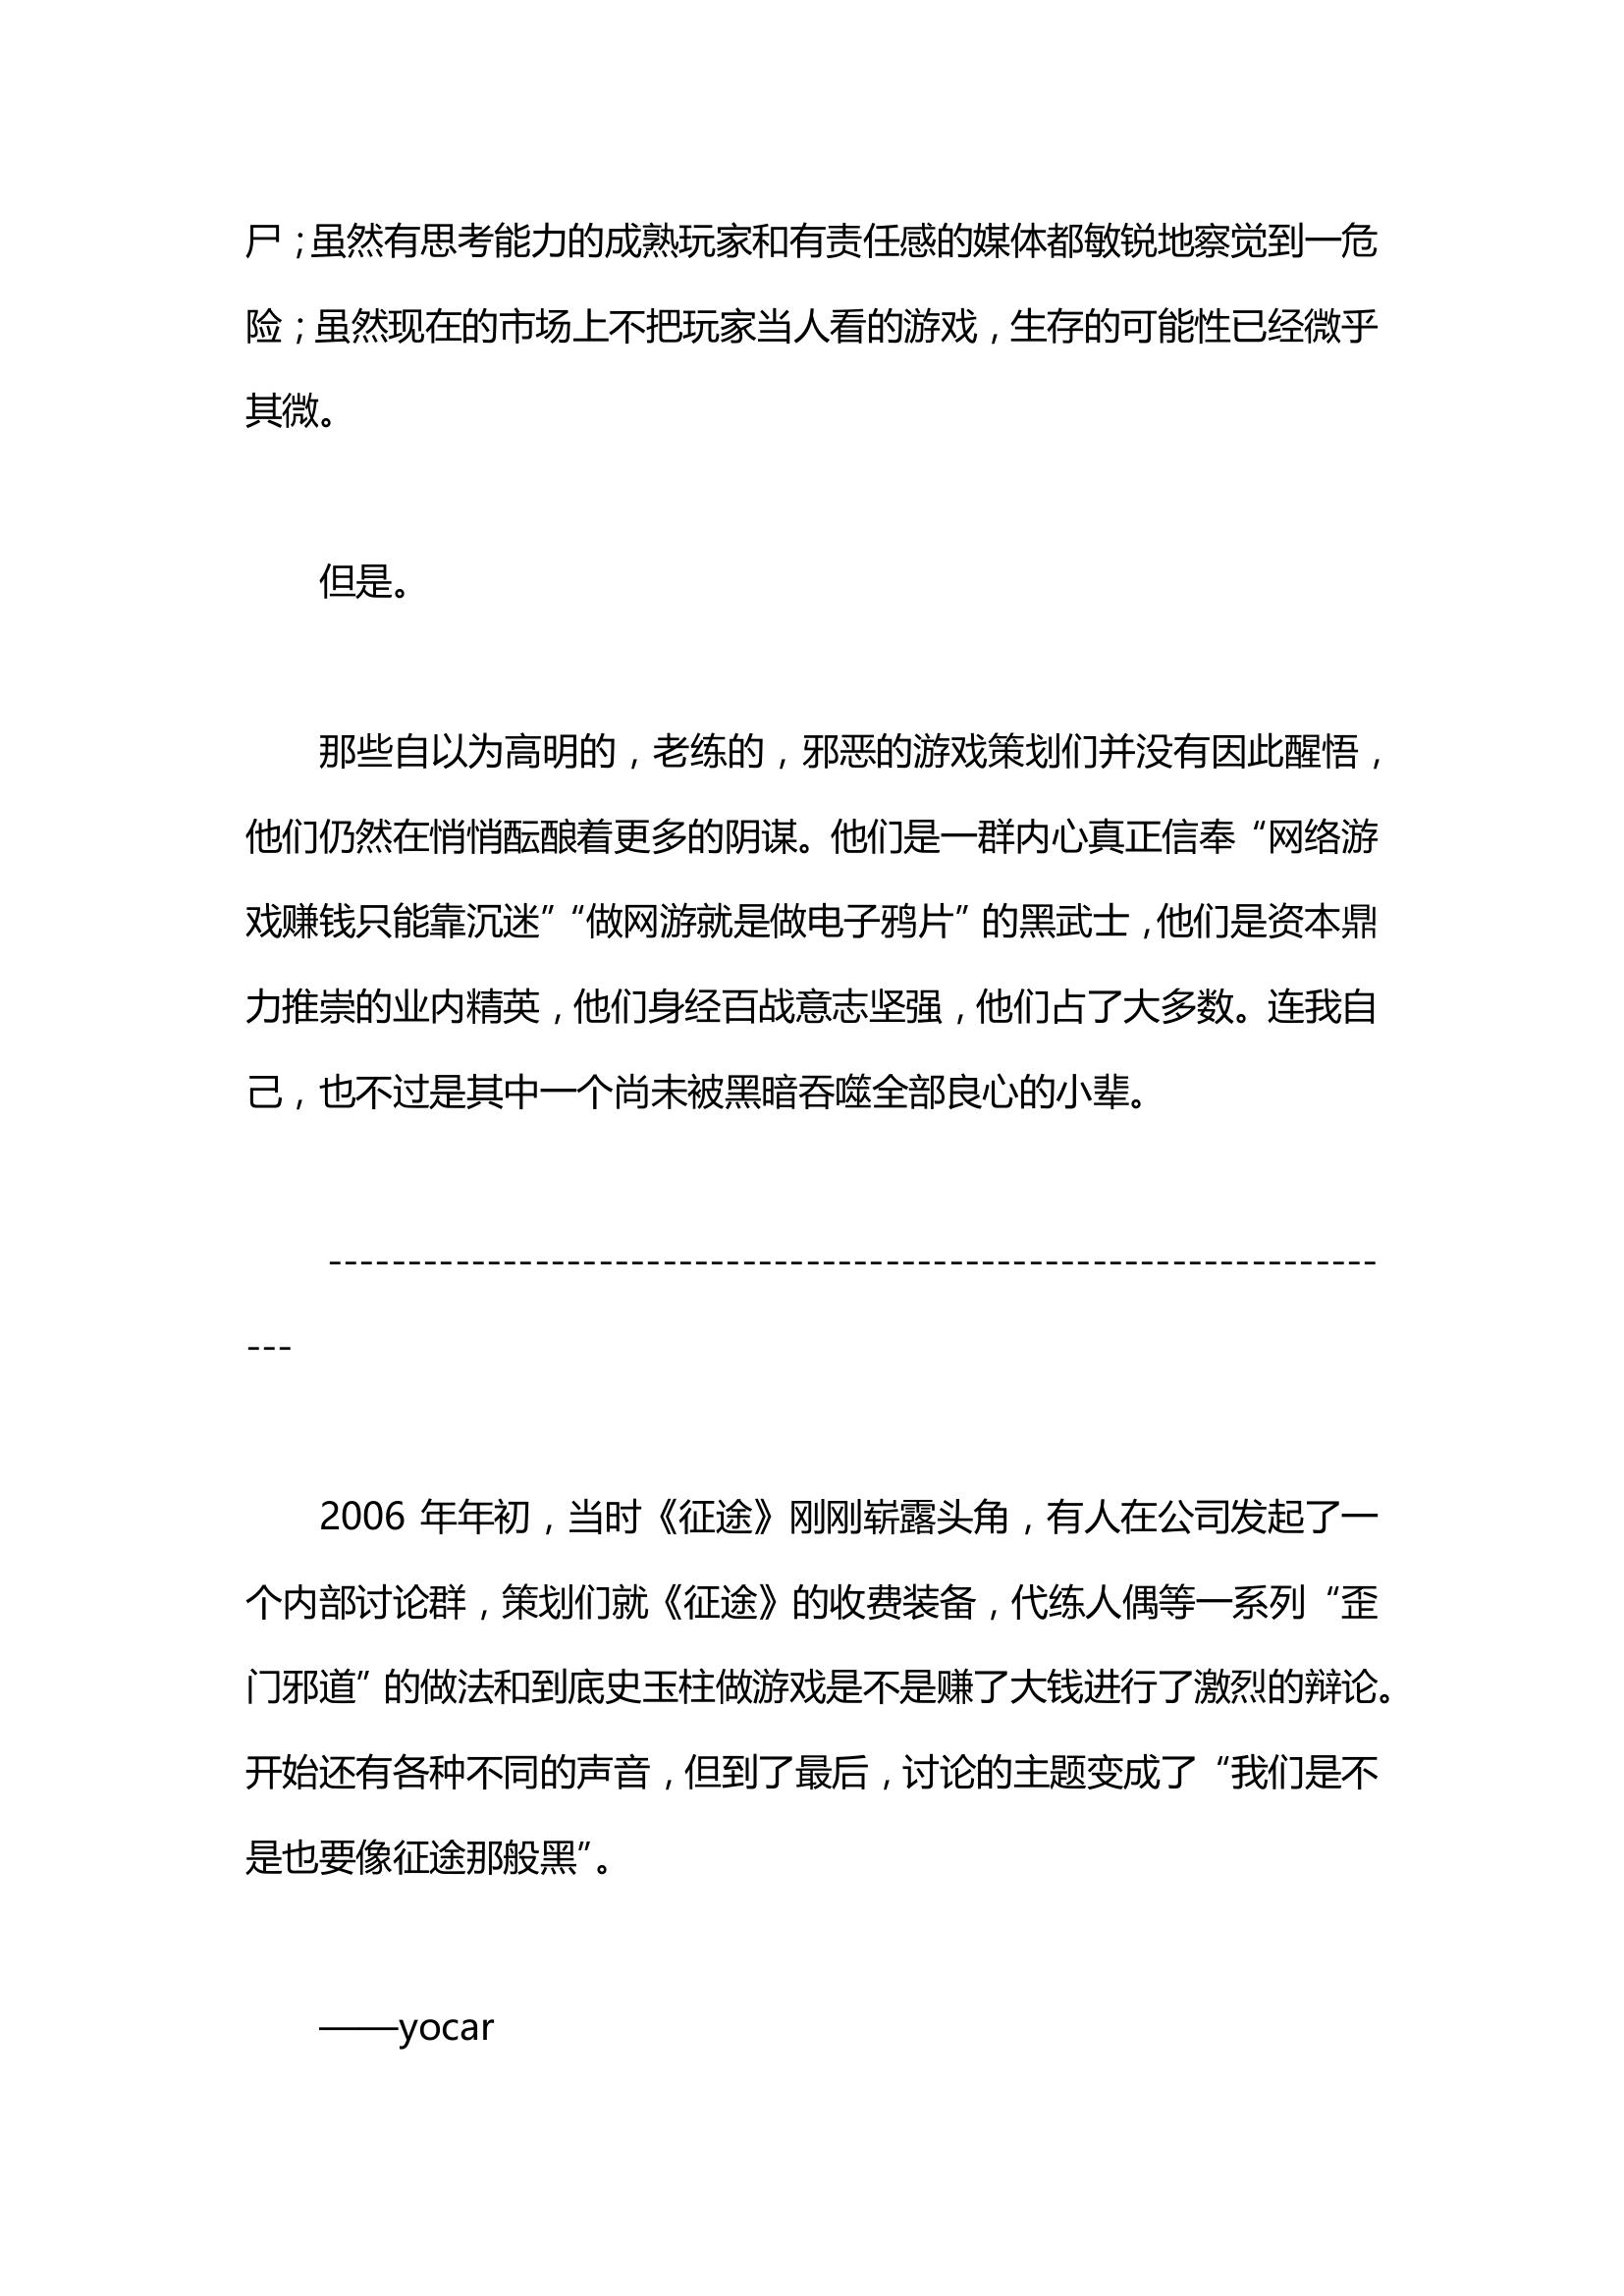 尸；虽然有思考能力的成熟玩家和有责任感的媒体都敏锐地察觉到一危
险；虽然现在的市场上不把玩家当人看的游戏，生存的可能性已经微乎
其微。
但是。
那些自以为高明的，老练的，邪恶的游戏策划们并没有因此醒悟，
他们仍然在悄悄酝酿着更多的阴谋。他们是一群内心真正信奉“网络游
戏赚钱只能靠沉迷”“做网游就是做电子鸦片”的黑武士，他们是资本鼎
力推崇的业内精英，他们身经百战意志坚强，他们占了大多数。连我自
己，也不过是其中一个尚未被黑暗吞噬全部良心的小辈。
------------------------------------------------------------------
---
2006 年年初，当时《征途》刚刚崭露头角，有人在公司发起了一
个内部讨论群，策划们就《征途》的收费装备，代练人偶等一系列“歪
门邪道”的做法和到底史玉柱做游戏是不是赚了大钱进行了激烈的辩论。
开始还有各种不同的声音，但到了最后，讨论的主题变成了“我们是不
是也要像征途那般黑”。
——yocar